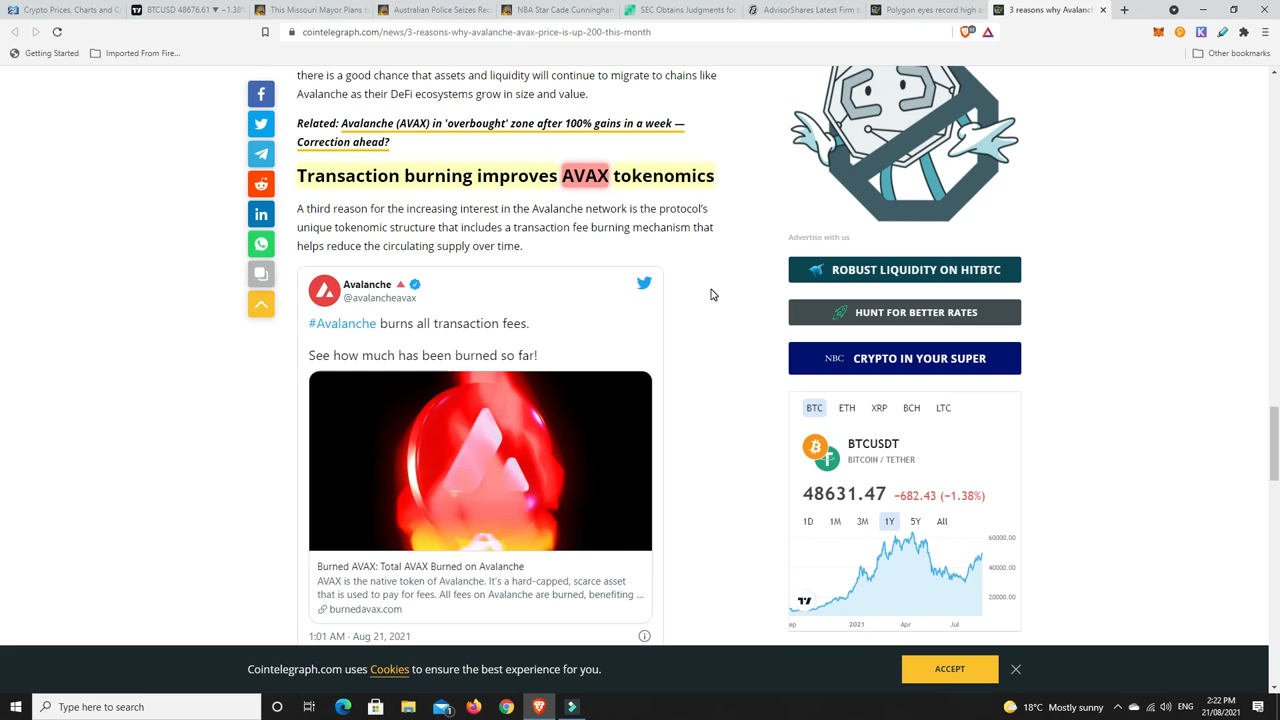 Crypto Prices, Charts and C
BTCUSD 48676.61 ▼ −1.38%
This Missouri Mayor Plans to
Australian Police Seizes Rec
NBA Star Cade Cunningham
SEC Obtains Judgments for
AdvisorShares Latest Firm t
Polygon eyes record high
3 reasons why Avalanc
cointelegraph.com/news/3-reasons-why-avalanche-avax-price-is-up-200-this-month
Getting Started
Imported From Fire...
Other bookmarks
there is a good chance that assets and liquidity will continue to migrate to chains like
Avalanche as their DeFi ecosystems grow in size and value.
Related: Avalanche (AVAX) in 'overbought' zone after 100% gains in a week —
Correction ahead?
Transaction burning improves AVAX tokenomics
A third reason for the increasing interest in the Avalanche network is the protocol's
unique tokenomic structure that includes a transaction fee burning mechanism that
helps reduce the circulating supply over time.
Avalanche
@avalancheavax
#Avalanche burns all transaction fees.
See how much has been burned so far!
Burned AVAX: Total AVAX Burned on Avalanche
AVAX is the native token of Avalanche. It's a hard-capped, scarce asset
that is used to pay for fees. All fees on Avalanche are burned, benefiting ...
burnedavax.com
1:01 AM · Aug 21, 2021
Advertise with us
ROBUST LIQUIDITY ON HITBTC
HUNT FOR BETTER RATES
NBC CRYPTO IN YOUR SUPER
BTC ETH XRP BCH LTC
BTCUSDT
BITCOIN / TETHER
48631.47 −682.43 (−1.38%)
1D 1M 3M 1Y 5Y All
60000.00
40000.00
20000.00
ep 2021 Apr Jul
Cointelegraph.com uses Cookies to ensure the best experience for you.
ACCEPT
Type here to search
18°C Mostly sunny
ENG
2:22 PM
21/08/2021